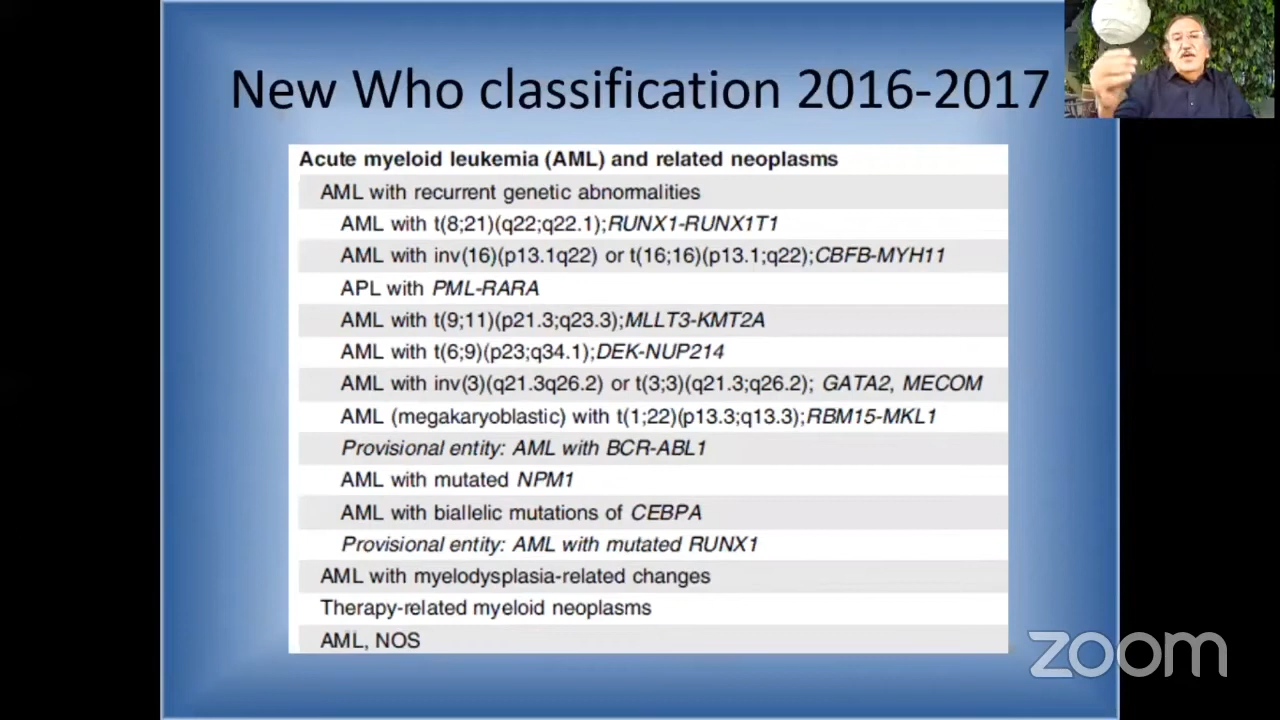 New Who classification 2016-2017
Acute myeloid leukemia (AML) and related neoplasms
AML with recurrent genetic abnormalities
AML with t(8;21)(q22;q22.1);RUNX1-RUNX1T1
AML with inv(16)(p13.1q22) or t(16;16)(p13.1;q22);CBFB-MYH11
APL with PML-RARA
AML with t(9;11)(p21.3;q23.3);MLLT3-KMT2A
AML with t(6;9)(p23;q34.1);DEK-NUP214
AML with inv(3)(q21.3q26.2) or t(3;3)(q21.3;q26.2); GATA2, MECOM
AML (megakaryoblastic) with t(1;22)(p13.3;q13.3);RBM15-MKL1
Provisional entity: AML with BCR-ABL1
AML with mutated NPM1
AML with biallelic mutations of CEBPA
Provisional entity: AML with mutated RUNX1
AML with myelodysplasia-related changes
Therapy-related myeloid neoplasms
AML, NOS
zoom